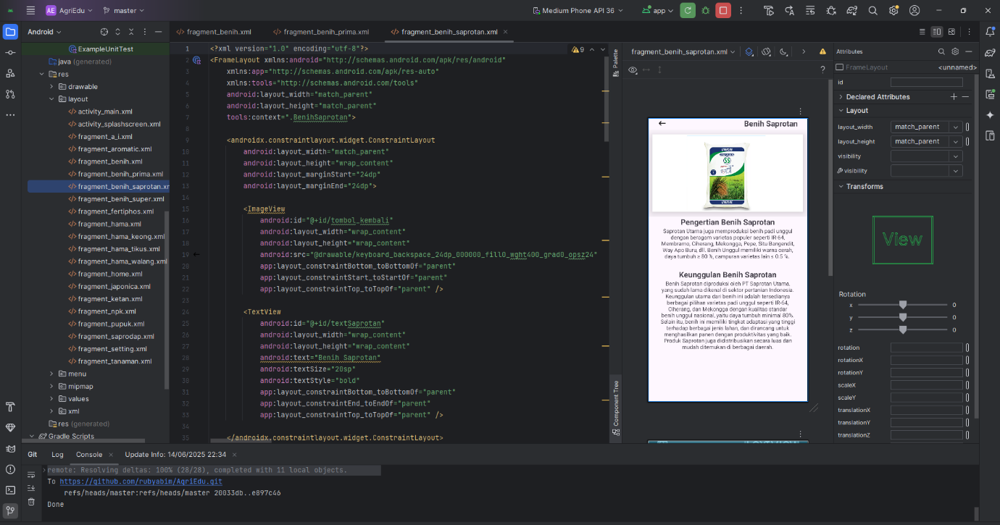 AE AgriEdu master Medium Phone API 36 app
Android
fragment_benih.xml fragment_benih_prima.xml fragment_benih_saprotan.xml
ExampleUnitTest
java (generated)
res
drawable
layout
activity_main.xml
activity_splashscreen.xml
fragment_a_i.xml
fragment_aromatic.xml
fragment_benih.xml
fragment_benih_prima.xml
fragment_benih_saprotan.xm
fragment_benih_super.xml
fragment_fertiphos.xml
fragment_hama.xml
fragment_hama_keong.xml
fragment_hama_tikus.xml
fragment_hama_walang.xml
fragment_home.xml
fragment_japonica.xml
fragment_ketan.xml
fragment_npk.xml
fragment_pupuk.xml
fragment_saprodap.xml
fragment_setting.xml
fragment_tanaman.xml
menu
mipmap
values
xml
res (generated)
Gradle Scripts
9
1 <?xml version="1.0" encoding="utf-8"?>
2 <FrameLayout xmlns:android="http://schemas.android.com/apk/res/android"
3 xmlns:app="http://schemas.android.com/apk/res-auto"
4 xmlns:tools="http://schemas.android.com/tools"
5 android:layout_width="match_parent"
6 android:layout_height="match_parent"
7 tools:context=".BenihSaprotan">
8
9 <androidx.constraintlayout.widget.ConstraintLayout
10 android:layout_width="match_parent"
11 android:layout_height="wrap_content"
12 android:layout_marginStart="24dp"
13 android:layout_marginEnd="24dp">
14
15 <ImageView
16 android:id="@+id/tombol_kembali"
17 android:layout_width="wrap_content"
18 android:layout_height="wrap_content"
19 android:src="@drawable/keyboard_backspace_24dp_000000_fill0_wght400_grad0_opsz24"
20 app:layout_constraintBottom_toBottomOf="parent"
21 app:layout_constraintStart_toStartOf="parent"
22 app:layout_constraintTop_toTopOf="parent" />
23
24 <TextView
25 android:id="@+id/textSaprotan"
26 android:layout_width="wrap_content"
27 android:layout_height="wrap_content"
28 android:text="Benih Saprotan"
29 android:textSize="20sp"
30 android:textStyle="bold"
31 app:layout_constraintBottom_toBottomOf="parent"
32 app:layout_constraintEnd_toEndOf="parent"
33 app:layout_constraintTop_toTopOf="parent" />
34
35 </androidx.constraintlayout.widget.ConstraintLayout>
Palette
Component Tree
fragment_benih_saprotan.xml
?
Benih Saprotan
Pengertian Benih Saprotan
Saprotan Utama juga memproduksi benih padi unggul
dengan beragam varietas populer seperti IR-64,
Membramo, Ciherang, Mekongga, Pepe, Situ Bangendit,
Way Apo Buru, dll. Benih Unggul memiliki warna cerah,
daya tumbuh ≥ 80 %, campuran varietas lain ≤ 0.5 %.
Keunggulan Benih Saprotan
Benih Saprotan diproduksi oleh PT Saprotan Utama,
yang sudah lama dikenal di sektor pertanian Indonesia.
Keunggulan utama dari benih ini adalah tersedianya
berbagai pilihan varietas padi unggul seperti IR-64,
Ciherang, dan Mekongga dengan kualitas standar
benih unggul nasional, yaitu daya tumbuh minimal 80%.
Selain itu, benih ini memiliki tingkat adaptasi yang tinggi
terhadap berbagai jenis lahan, dan dirancang untuk
menghasilkan panen dengan produktivitas yang baik.
Produk Saprotan juga didistribusikan secara luas dan
mudah ditemukan di berbagai daerah.
Attributes
FrameLayout <unnamed>
id
Declared Attributes
Layout
layout_width match_parent
layout_height match_parent
visibility
visibility
Transforms
View
Rotation
x 0
y 0
z 0
rotation
rotationX
rotationY
scaleX
scaleY
translationX
translationY
translationZ
Git Log Console Update Info: 14/06/2025 22:34
remote: Resolving deltas: 100% (28/28), completed with 11 local objects.
To https://github.com/rubyabim/AgriEdu.git
refs/heads/master:refs/heads/master 20033db..e897c46
Done